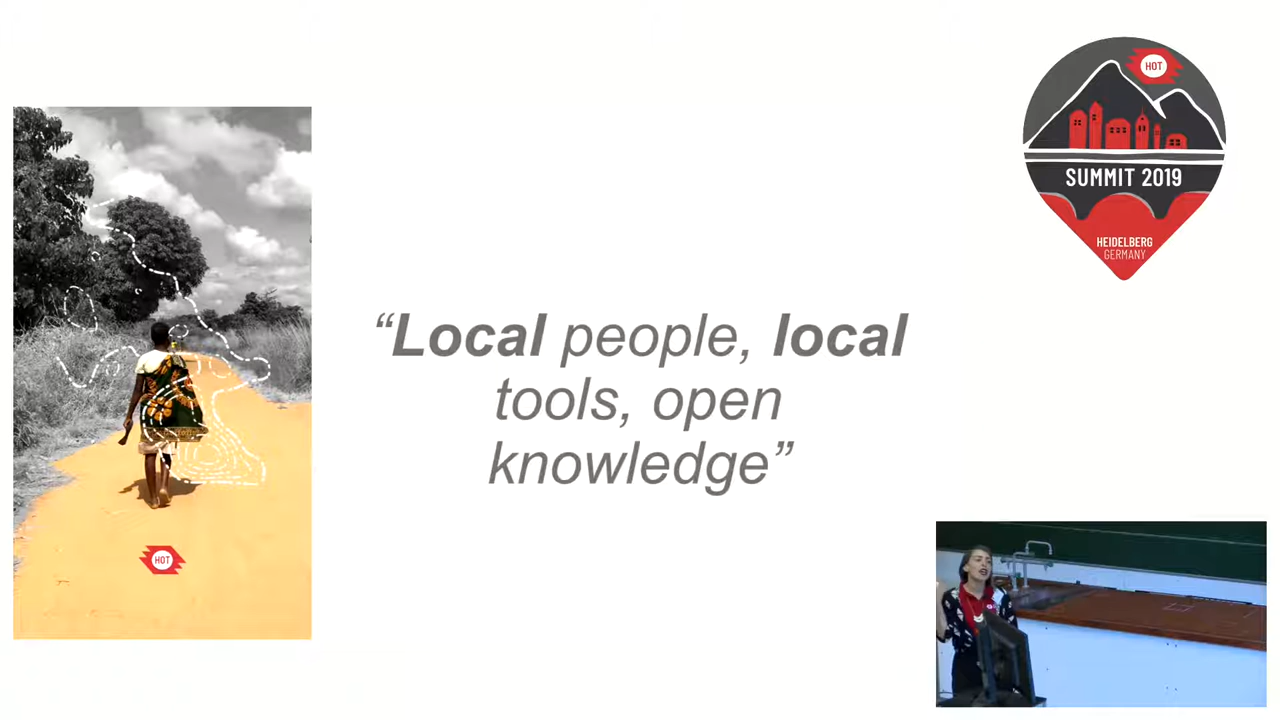 HOT
SUMMIT 2019
HEIDELBERG
GERMANY
“Local people, local
tools, open
knowledge”
HOT